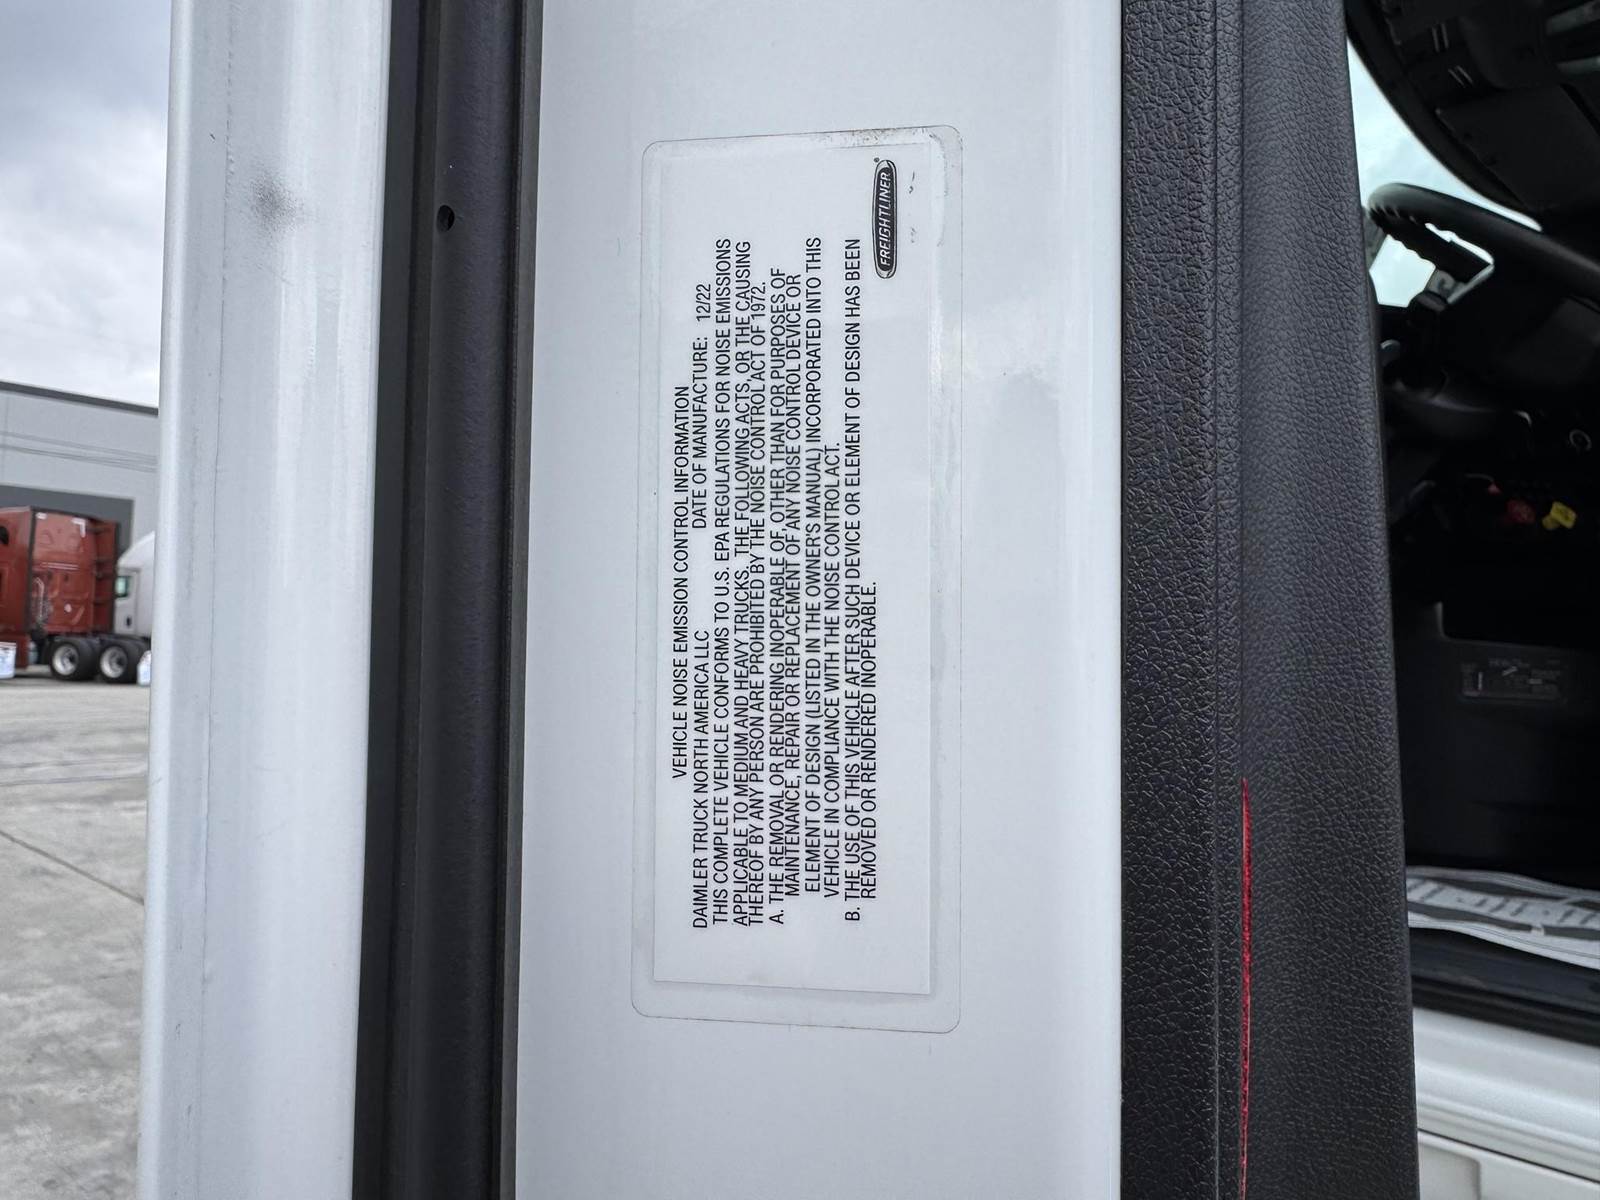 FREIGHTLINER®
VEHICLE NOISE EMISSION CONTROL INFORMATION
DAIMLER TRUCK NORTH AMERICA LLC DATE OF MANUFACTURE: 12/22
THIS COMPLETE VEHICLE CONFORMS TO U.S. EPA REGULATIONS FOR NOISE EMISSIONS
APPLICABLE TO MEDIUM AND HEAVY TRUCKS. THE FOLLOWING ACTS, OR THE CAUSING
THEREOF BY ANY PERSON ARE PROHIBITED BY THE NOISE CONTROL ACT OF 1972.
A. THE REMOVAL OR RENDERING INOPERABLE OF, OTHER THAN FOR PURPOSES OF
MAINTENANCE, REPAIR OR REPLACEMENT OF ANY NOISE CONTROL DEVICE OR
ELEMENT OF DESIGN (LISTED IN THE OWNER'S MANUAL) INCORPORATED INTO THIS
VEHICLE IN COMPLIANCE WITH THE NOISE CONTROL ACT.
B. THE USE OF THIS VEHICLE AFTER SUCH DEVICE OR ELEMENT OF DESIGN HAS BEEN
REMOVED OR RENDERED INOPERABLE.